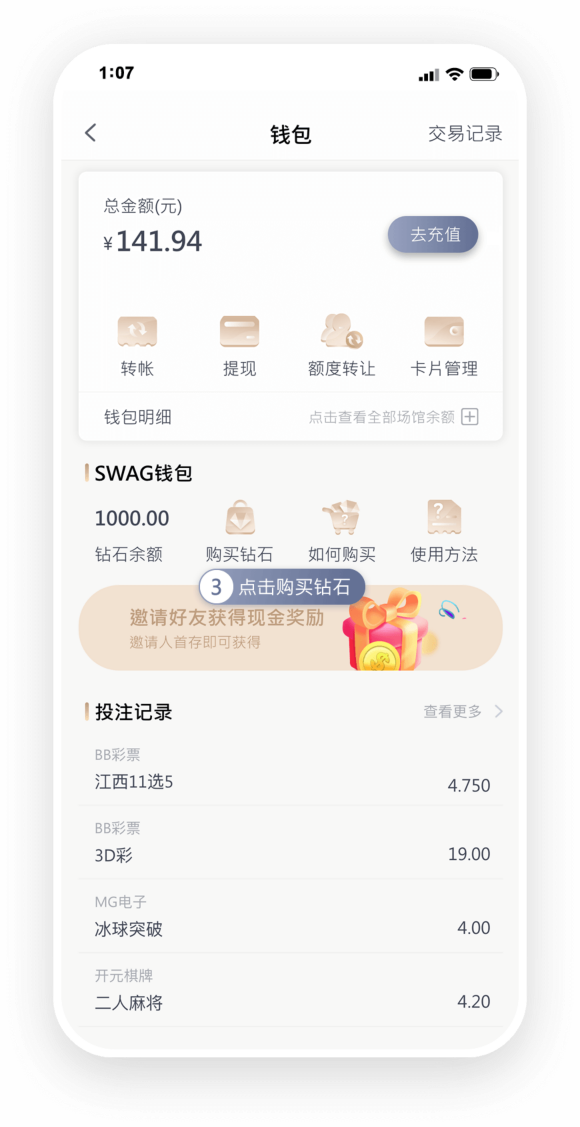 1:07
钱包
交易记录
总金额(元)
¥141.94
去充值
转帐
提现
额度转让
卡片管理
钱包明细
点击查看全部场馆余额
SWAG钱包
1000.00
钻石余额
购买钻石
如何购买
使用方法
3 点击购买钻石
邀请好友获得现金奖励
邀请人首存即可获得
投注记录
查看更多
BB彩票
江西11选5
4.750
BB彩票
3D彩
19.00
MG电子
冰球突破
4.00
开元棋牌
二人麻将
4.20